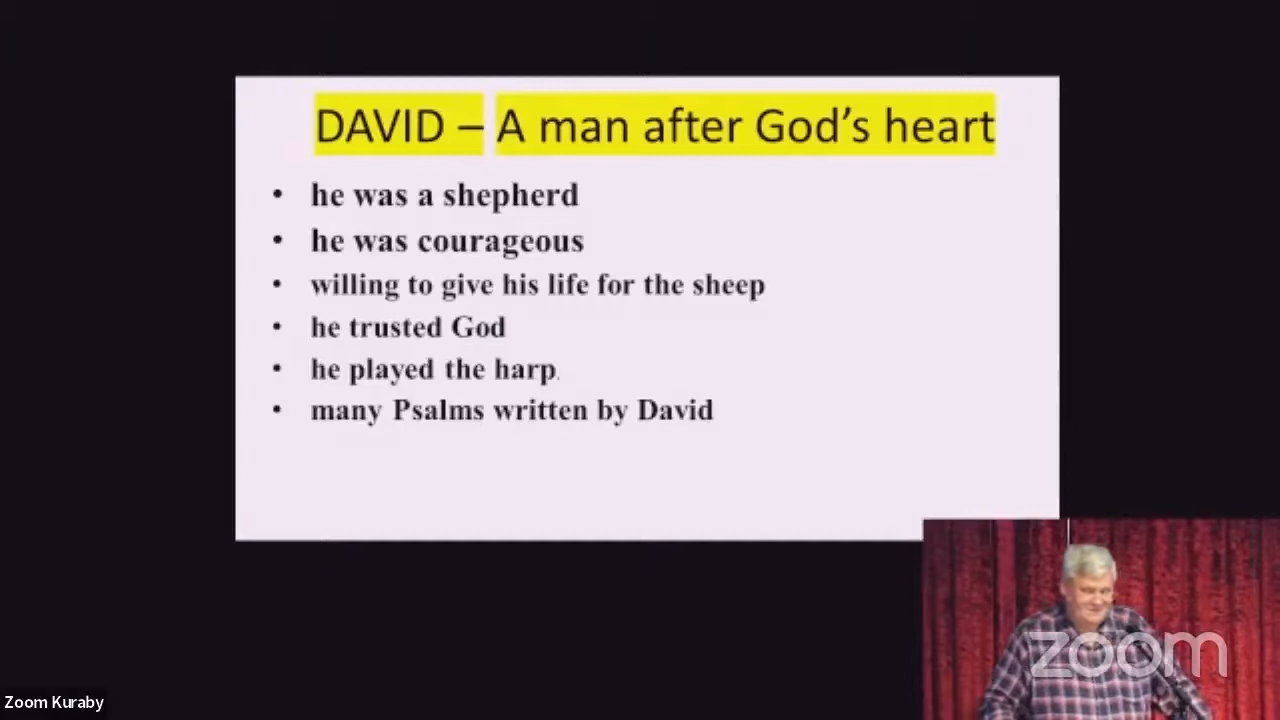 DAVID – A man after God's heart
• he was a shepherd
• he was courageous
• willing to give his life for the sheep
• he trusted God
• he played the harp.
• many Psalms written by David
zoom
Zoom Kuraby